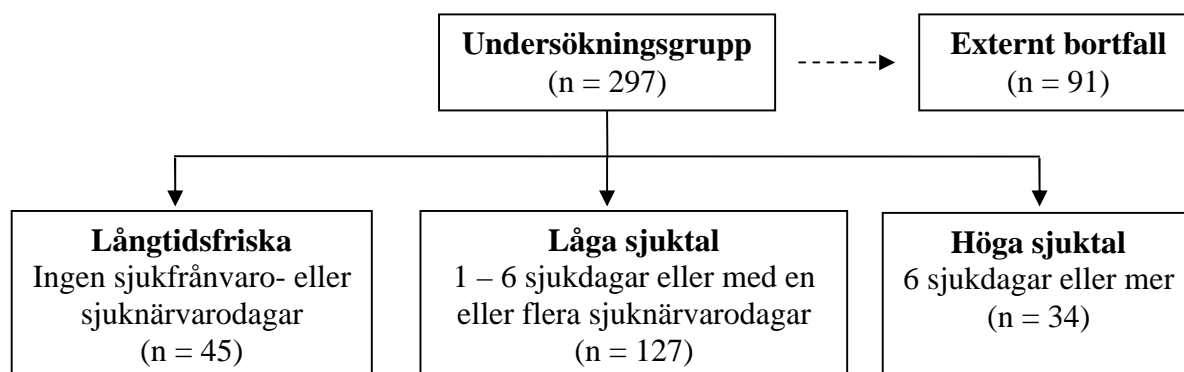 Undersökningsgrupp
(n = 297)
Externt bortfall
(n = 91)
Långtidsfriska
Ingen sjukfrånvaro- eller
sjuknärvarodagar
(n = 45)
Låga sjuktal
1 – 6 sjukdagar eller med en
eller flera sjuknärvarodagar
(n = 127)
Höga sjuktal
6 sjukdagar eller mer
(n = 34)